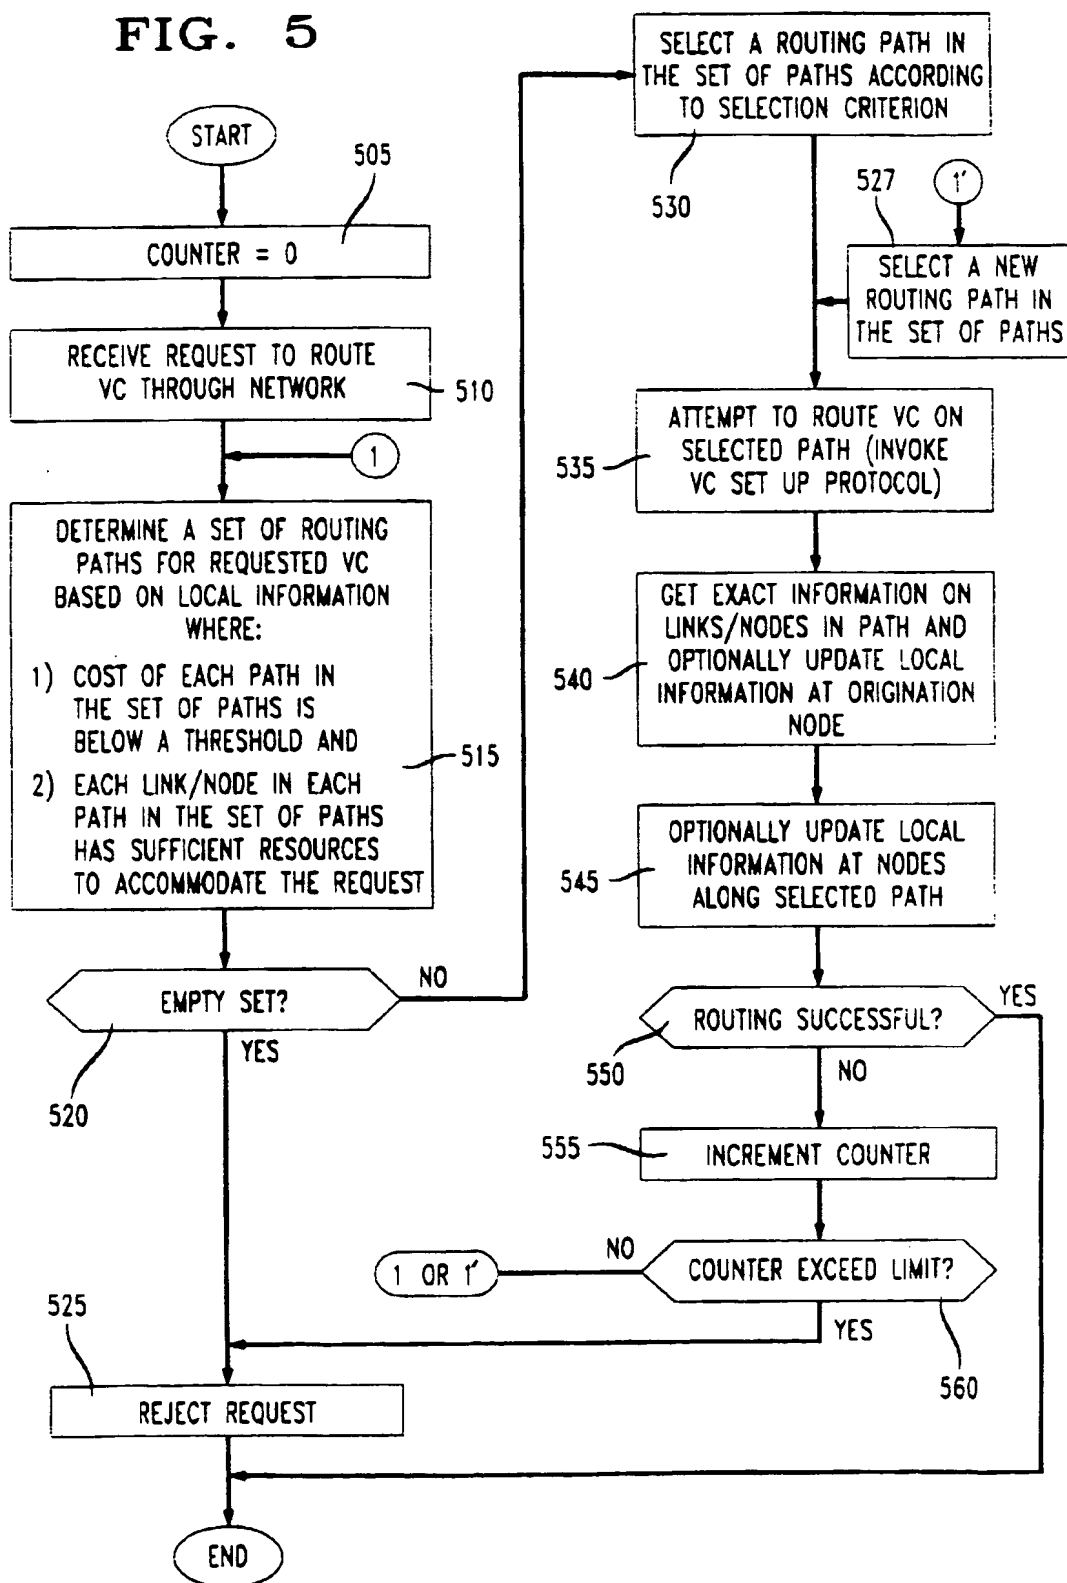 FIG. 5
START
505
COUNTER = 0
RECEIVE REQUEST TO ROUTE
VC THROUGH NETWORK
510
1
DETERMINE A SET OF ROUTING
PATHS FOR REQUESTED VC
BASED ON LOCAL INFORMATION
WHERE:
1) COST OF EACH PATH IN
THE SET OF PATHS IS
BELOW A THRESHOLD AND
2) EACH LINK/NODE IN EACH
PATH IN THE SET OF PATHS
HAS SUFFICIENT RESOURCES
TO ACCOMMODATE THE REQUEST
515
EMPTY SET?
NO
YES
520
525
REJECT REQUEST
END
SELECT A ROUTING PATH IN
THE SET OF PATHS ACCORDING
TO SELECTION CRITERION
530
527
1'
SELECT A NEW
ROUTING PATH IN
THE SET OF PATHS
ATTEMPT TO ROUTE VC ON
SELECTED PATH (INVOKE
VC SET UP PROTOCOL)
535
GET EXACT INFORMATION ON
LINKS/NODES IN PATH AND
OPTIONALLY UPDATE LOCAL
INFORMATION AT ORIGINATION
NODE
540
OPTIONALLY UPDATE LOCAL
INFORMATION AT NODES
ALONG SELECTED PATH
545
ROUTING SUCCESSFUL?
YES
550
NO
555
INCREMENT COUNTER
COUNTER EXCEED LIMIT?
NO
1 OR 1'
YES
560